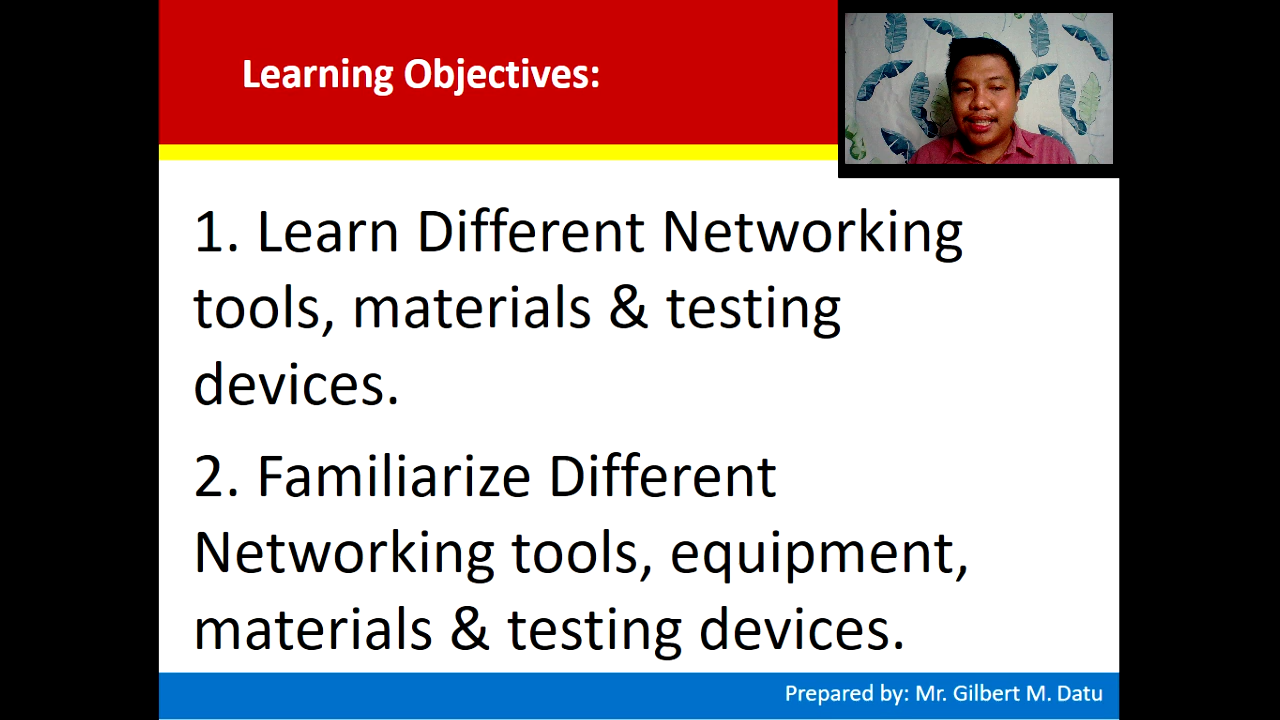 Learning Objectives:
1. Learn Different Networking
tools, materials & testing
devices.
2. Familiarize Different
Networking tools, equipment,
materials & testing devices.
Prepared by: Mr. Gilbert M. Datu